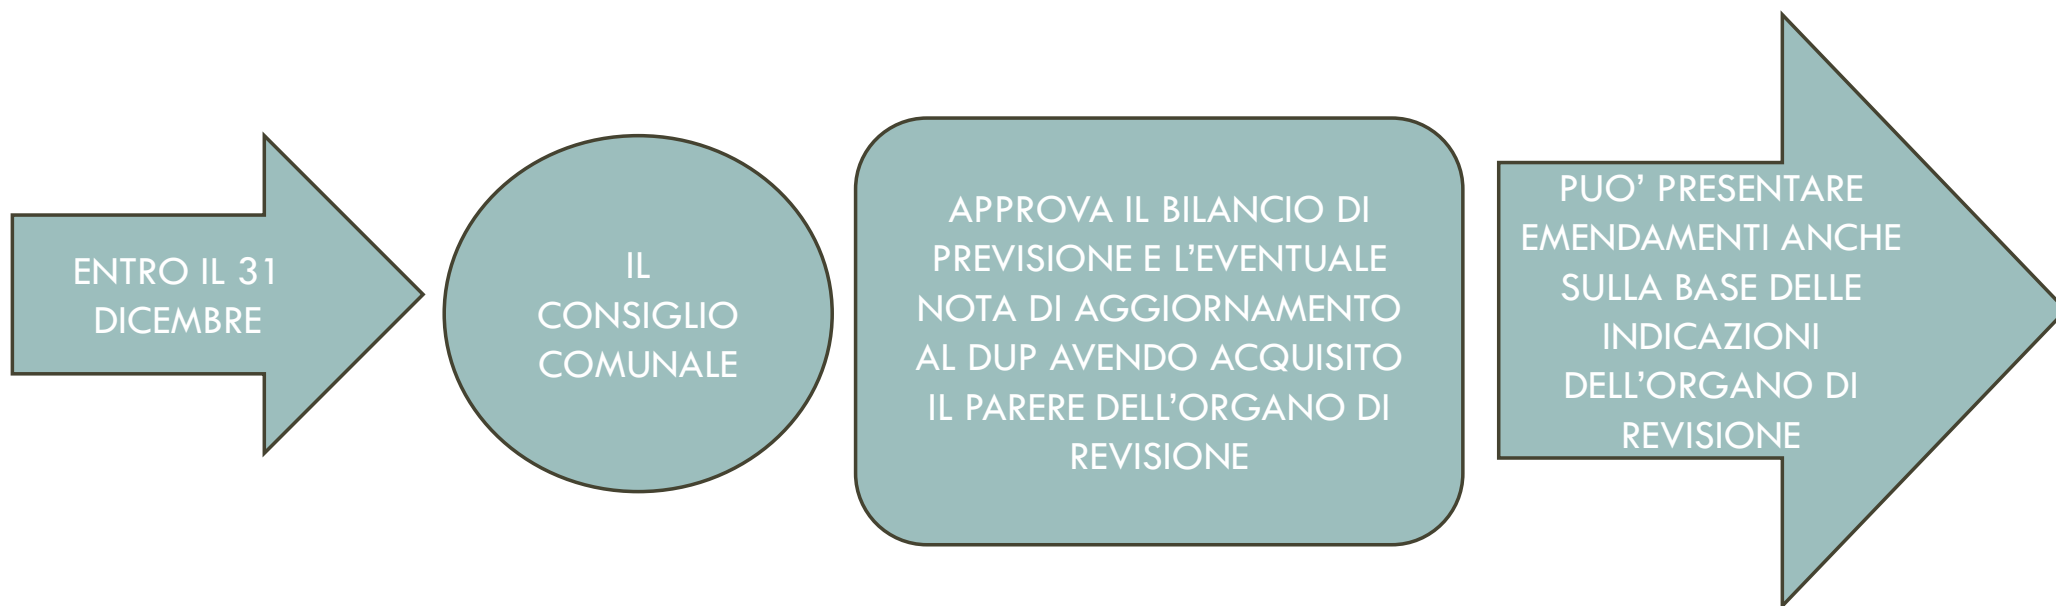 ENTRO IL 31
DICEMBRE
IL
CONSIGLIO
COMUNALE
APPROVA IL BILANCIO DI
PREVISIONE E L’EVENTUALE
NOTA DI AGGIORNAMENTO
AL DUP AVENDO ACQUISITO
IL PARERE DELL’ORGANO DI
REVISIONE
PUO’ PRESENTARE
EMENDAMENTI ANCHE
SULLA BASE DELLE
INDICAZIONI
DELL’ORGANO DI
REVISIONE